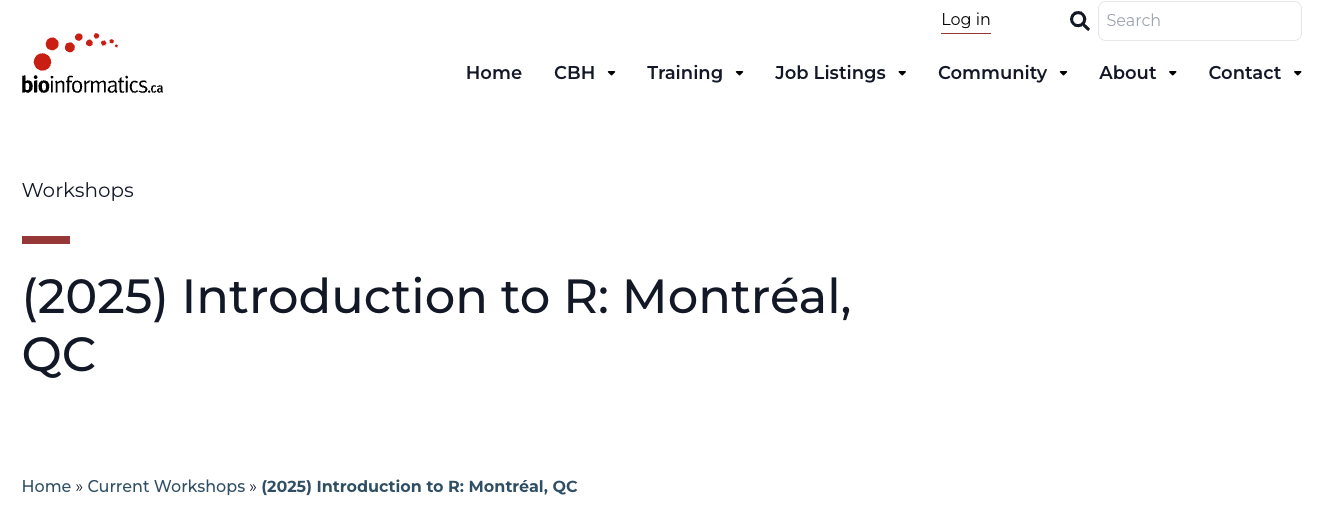 Log in
Search
bioinformatics.ca
Home CBH Training Job Listings Community About Contact
Workshops
(2025) Introduction to R: Montréal,
QC
Home » Current Workshops » (2025) Introduction to R: Montréal, QC